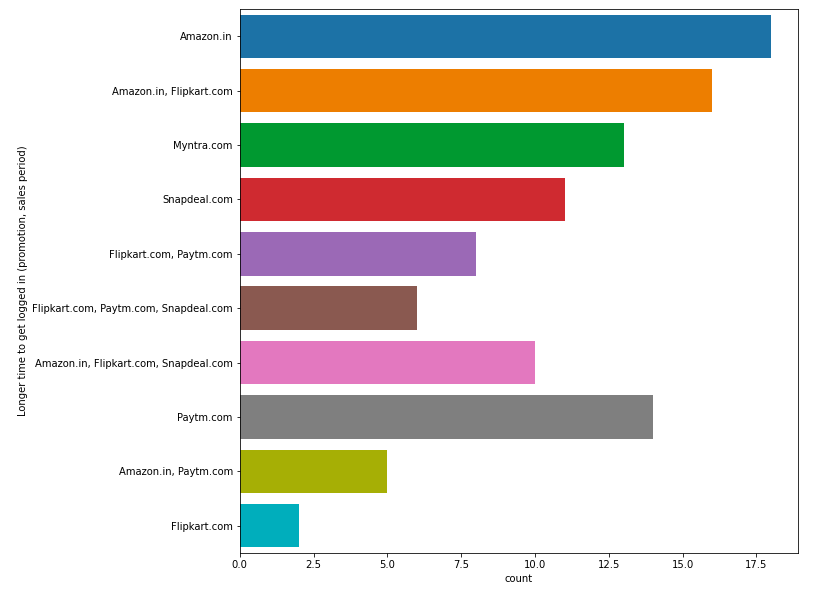 Longer time to get logged in (promotion, sales period)
Amazon.in
Amazon.in, Flipkart.com
Myntra.com
Snapdeal.com
Flipkart.com, Paytm.com
Flipkart.com, Paytm.com, Snapdeal.com
Amazon.in, Flipkart.com, Snapdeal.com
Paytm.com
Amazon.in, Paytm.com
Flipkart.com
0.0 2.5 5.0 7.5 10.0 12.5 15.0 17.5
count